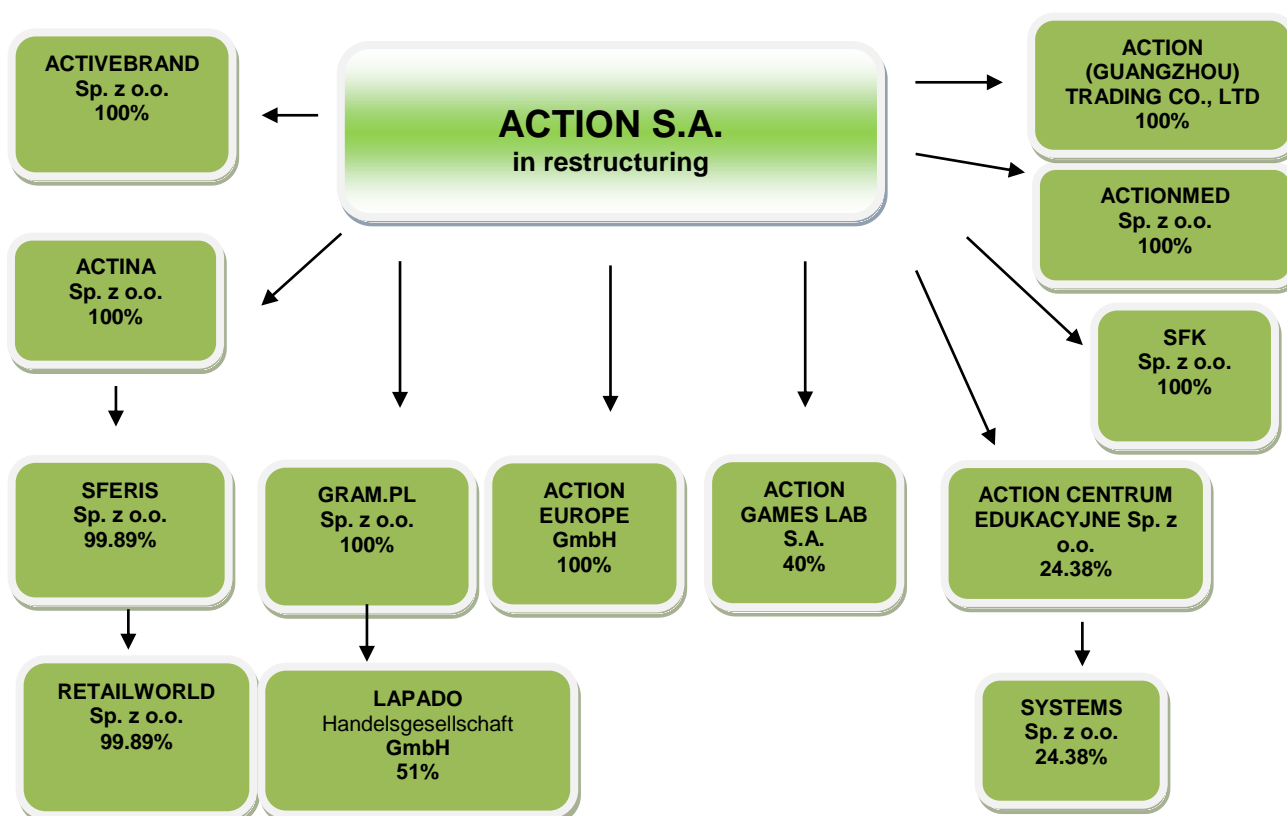 ACTIVEBRAND
Sp. z o.o.
100%
ACTION S.A.
in restructuring
ACTION
(GUANGZHOU)
TRADING CO., LTD
100%
ACTIONMED
Sp. z o.o.
100%
ACTINA
Sp. z o.o.
100%
SFK
Sp. z o.o.
100%
SFERIS
Sp. z o.o.
99.89%
GRAM.PL
Sp. z o.o.
100%
ACTION
EUROPE
GmbH
100%
ACTION
GAMES LAB
S.A.
40%
ACTION CENTRUM
EDUKACYJNE Sp. z
o.o.
24.38%
RETAILWORLD
Sp. z o.o.
99.89%
LAPADO
Handelsgesellschaft
GmbH
51%
SYSTEMS
Sp. z o.o.
24.38%